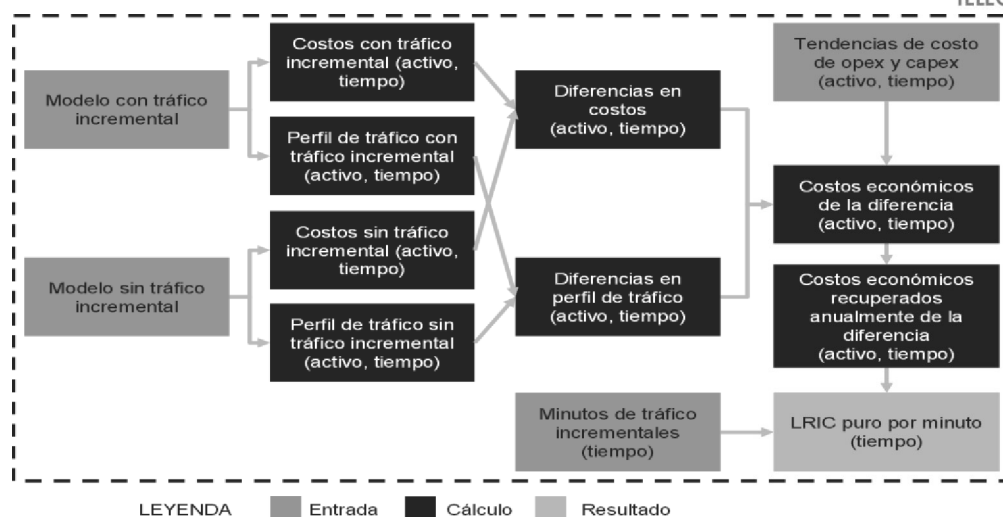 TELEC
Modelo con tráfico
incremental
Costos con tráfico
incremental (activo,
tiempo)
Perfil de tráfico con
tráfico incremental
(activo, tiempo)
Modelo sin tráfico
incremental
Costos sin tráfico
incremental (activo,
tiempo)
Perfil de tráfico sin
tráfico incremental
(activo, tiempo)
Diferencias en
costos
(activo, tiempo)
Diferencias en
perfil de tráfico
(activo, tiempo)
Minutos de tráfico
incrementales
(tiempo)
Tendencias de costo
de opex y capex
(activo, tiempo)
Costos económicos
de la diferencia
(activo, tiempo)
Costos económicos
recuperados
anualmente de la
diferencia
(activo, tiempo)
LRIC puro por minuto
(tiempo)
LEYENDA
Entrada
Cálculo
Resultado